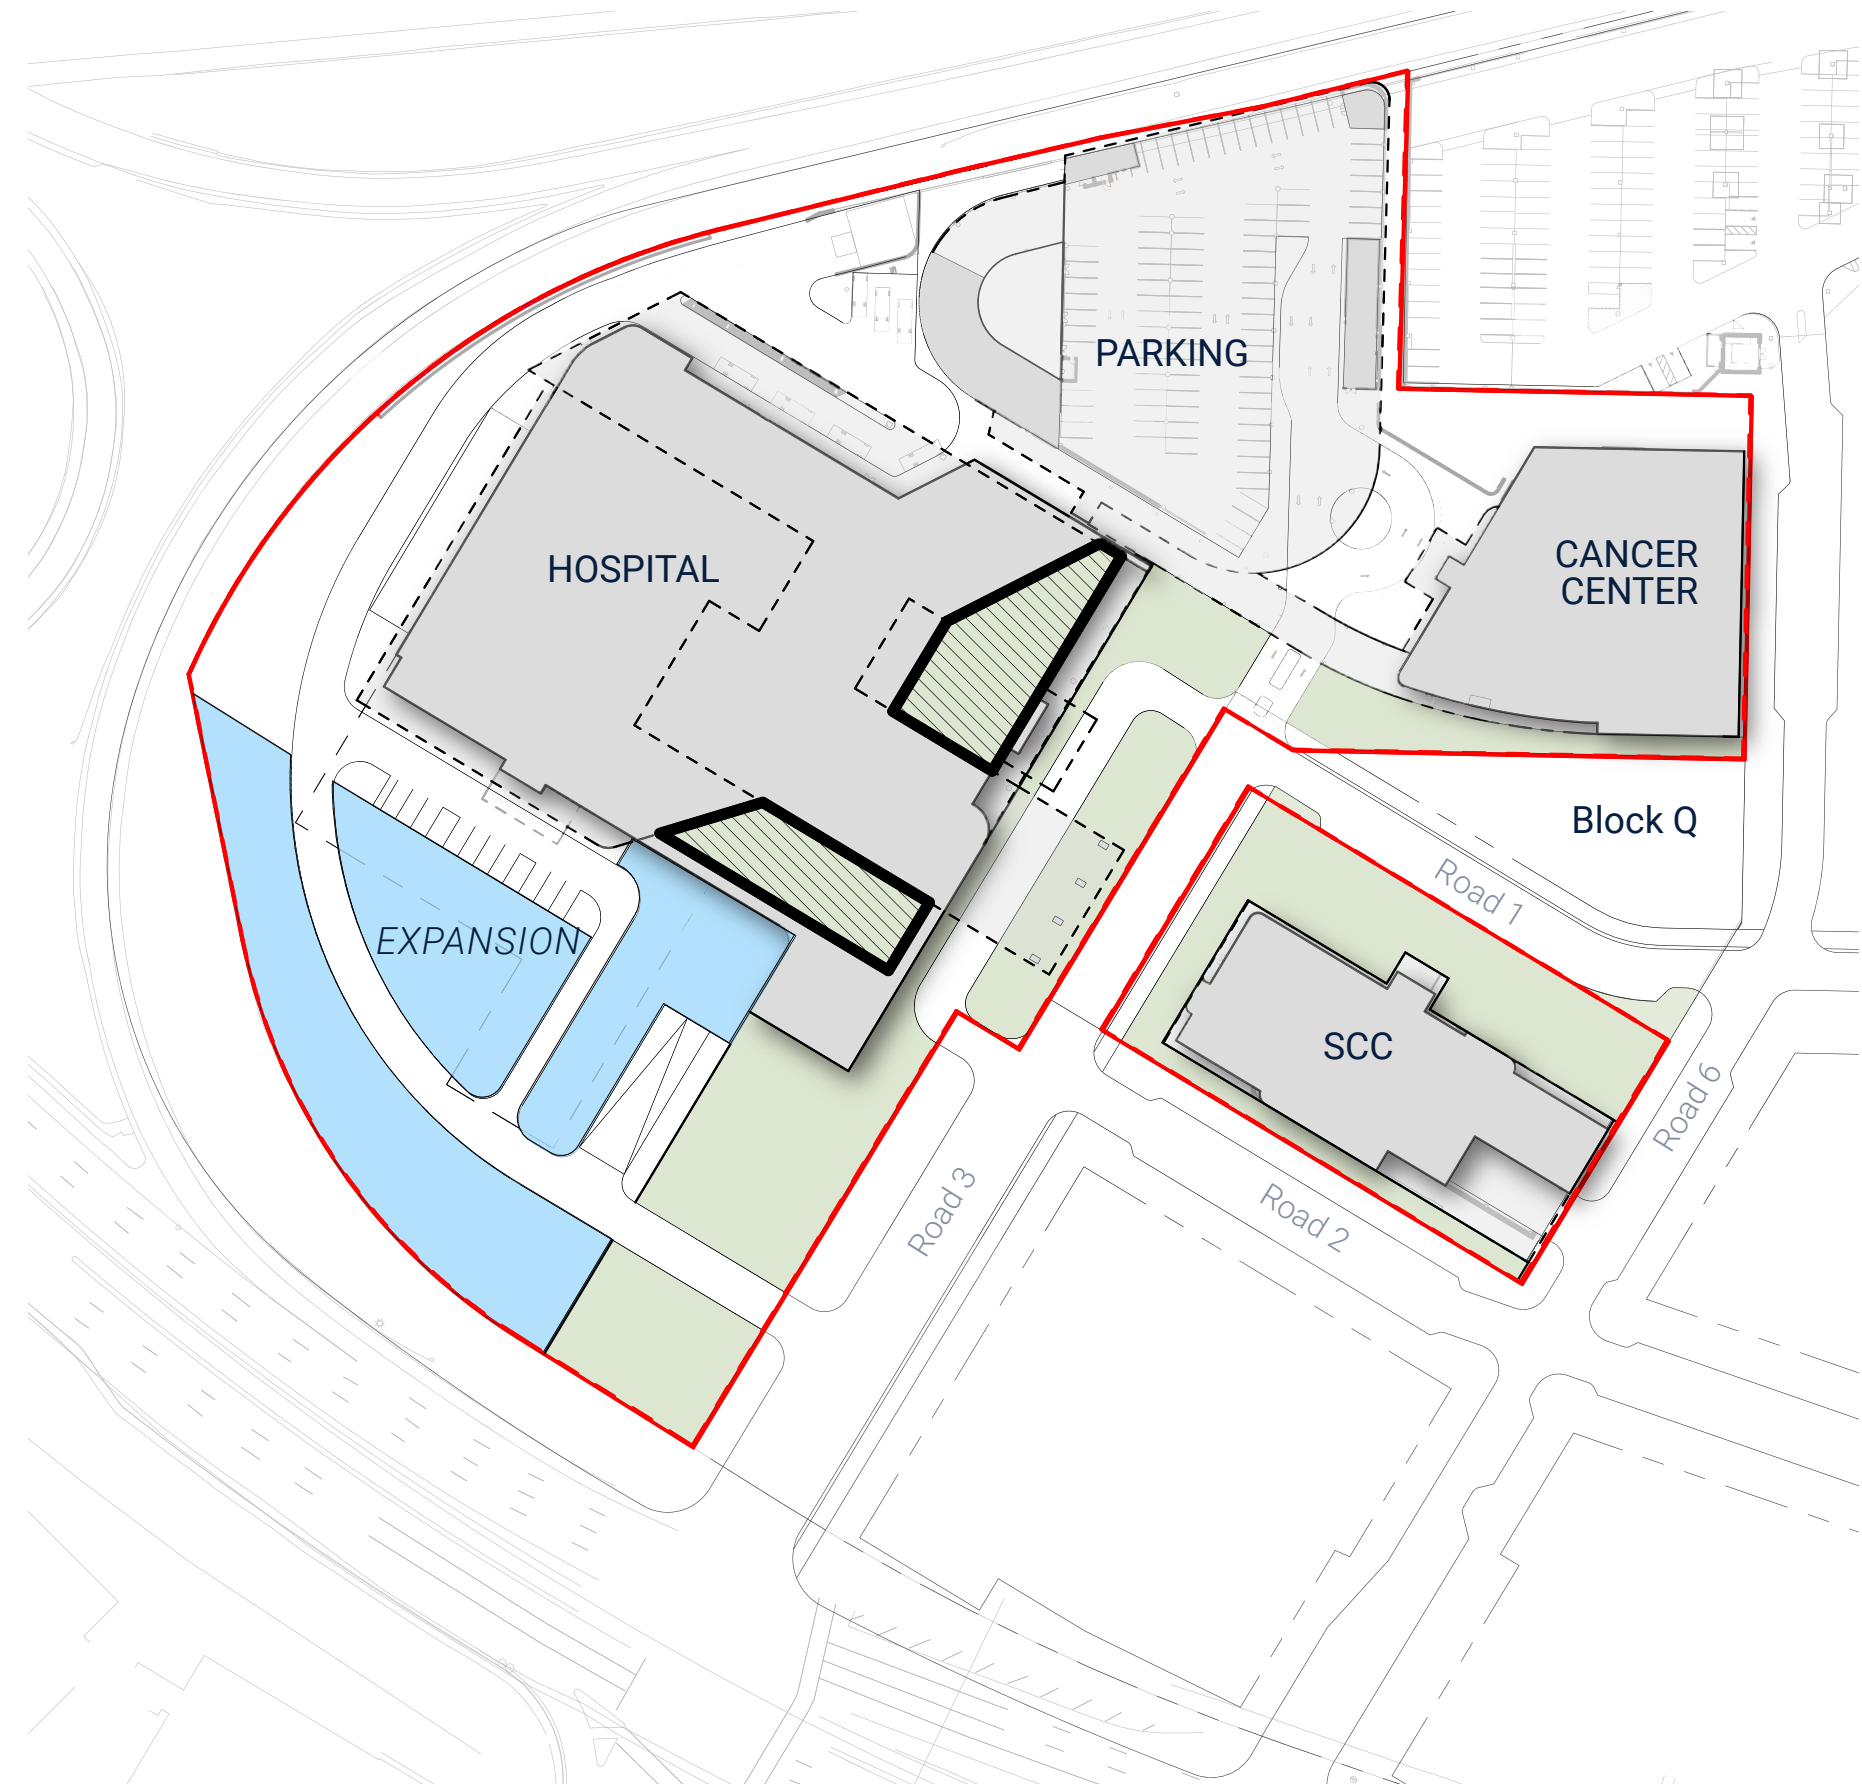 PARKING
HOSPITAL
CANCER
CENTER
Block Q
Road 1
EXPANSION
SCC
Road 6
Road 3
Road 2